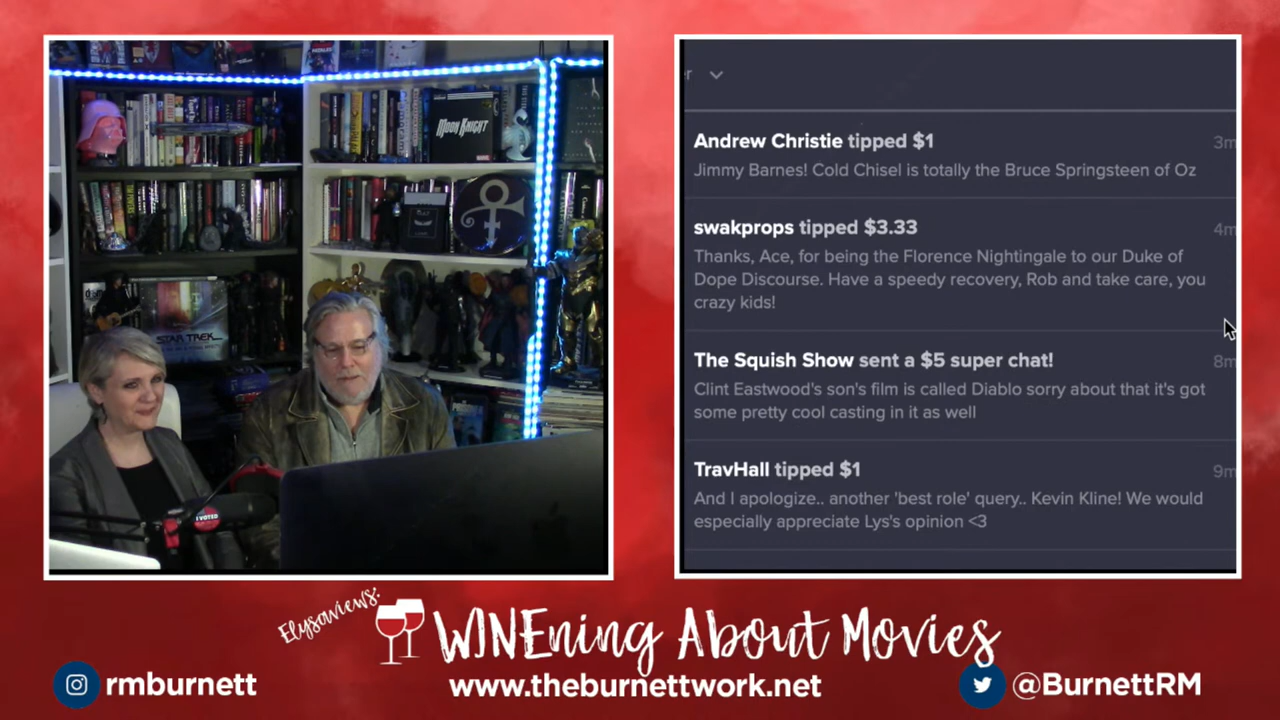 MOON KNIGHT
STAR TREK
I VOTED
r
Andrew Christie tipped $1
3m
Jimmy Barnes! Cold Chisel is totally the Bruce Springsteen of Oz
swakprops tipped $3.33
4m
Thanks, Ace, for being the Florence Nightingale to our Duke of
Dope Discourse. Have a speedy recovery, Rob and take care, you
crazy kids!
The Squish Show sent a $5 super chat!
8m
Clint Eastwood's son's film is called Diablo sorry about that it's got
some pretty cool casting in it as well
TravHall tipped $1
9m
And I apologize.. another 'best role' query.. Kevin Kline! We would
especially appreciate Lys's opinion <3
Elysaviews:
WINEning About Movies
rmburnett
www.theburnettwork.net
@BurnettRM